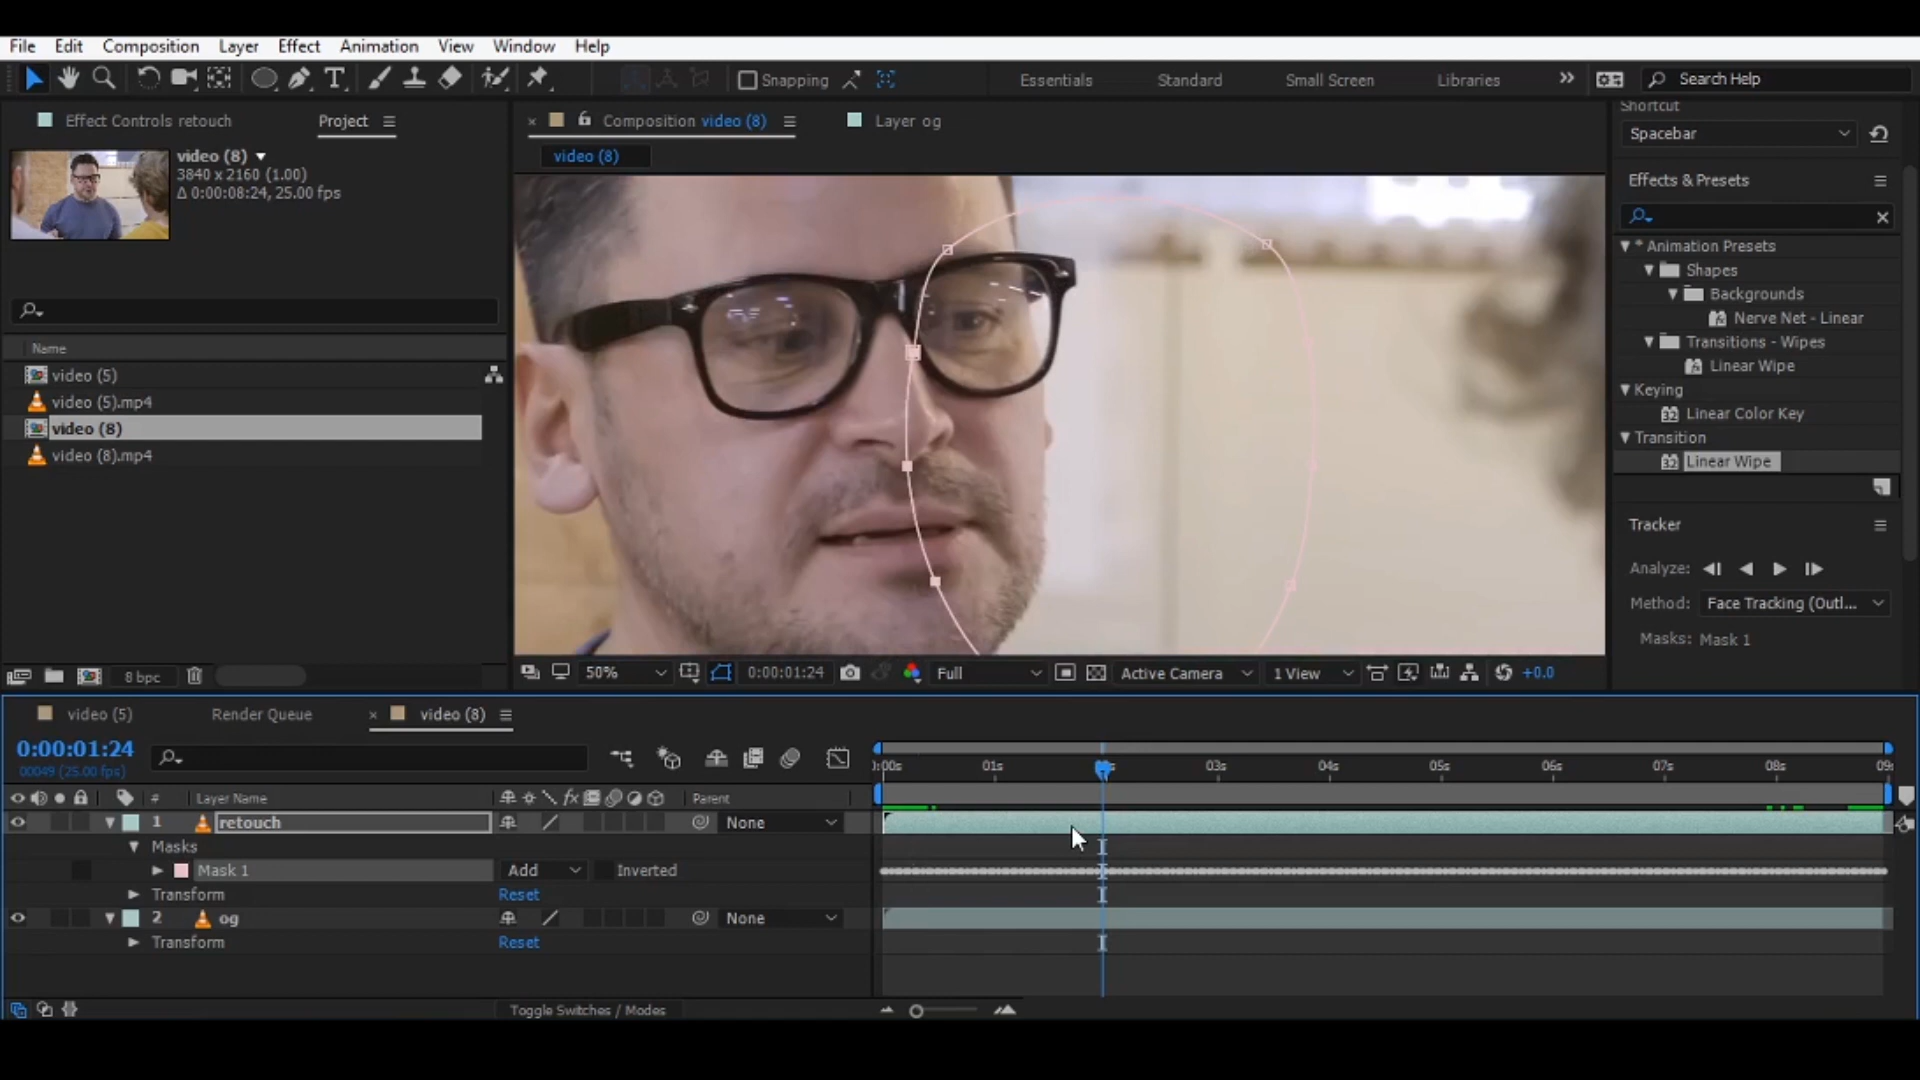 File Edit Composition Layer Effect Animation View Window Help
Snapping Essentials Standard Small Screen Libraries Search Help
Effect Controls retouch Project
video (8)
3840 x 2160 (1.00)
Δ 0:00:08:24, 25.00 fps
Name
video (5)
video (5).mp4
video (8)
video (8).mp4
8 bpc
Composition video (8) Layer og
video (8)
50% 0:00:01:24 Full Active Camera 1 View +0.0
Shortcut
Spacebar
Effects & Presets
* Animation Presets
Shapes
Backgrounds
Nerve Net - Linear
Transitions - Wipes
Linear Wipe
Keying
32 Linear Color Key
Transition
32 Linear Wipe
Tracker
Analyze:
Method: Face Tracking (Outl...
Masks: Mask 1
video (5) Render Queue video (8)
0:00:01:24
00049 (25.00 fps)
# Layer Name fx Parent
1 retouch None
Masks
Mask 1 Add Inverted
Transform Reset
2 og None
Transform Reset
Toggle Switches / Modes
:00s 01s 03s 04s 05s 06s 07s 08s 09s